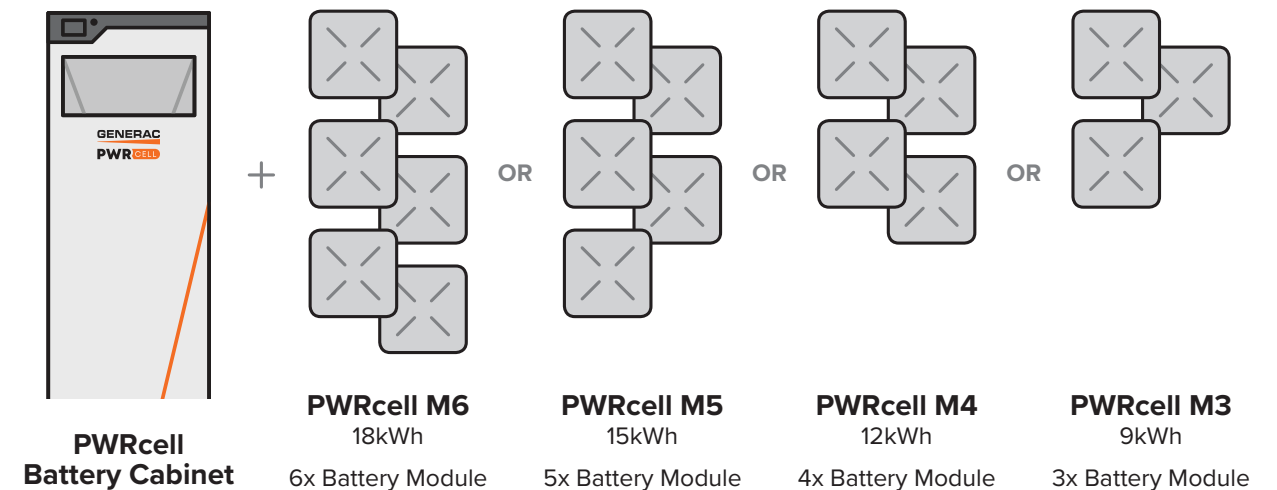 GENERAC
PWRCELL
OR
OR
OR
PWRcell
Battery Cabinet
PWRcell M6
18kWh
6x Battery Module
PWRcell M5
15kWh
5x Battery Module
PWRcell M4
12kWh
4x Battery Module
PWRcell M3
9kWh
3x Battery Module